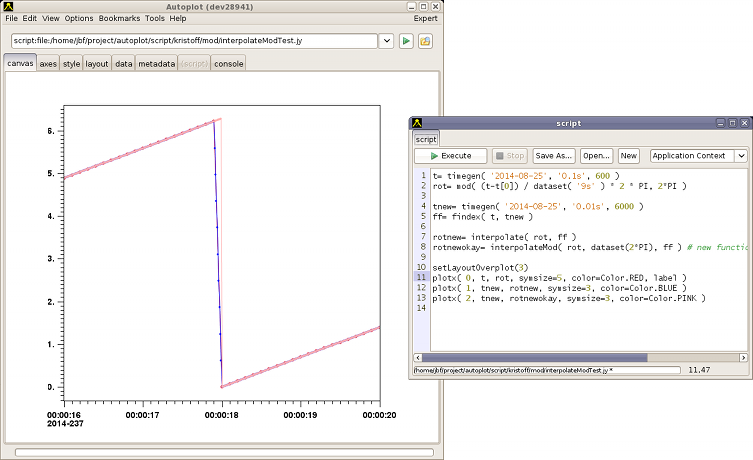 Autoplot (dev28941)
File Edit View Options Bookmarks Tools Help Expert
script:file:/home/jbf/project/autoplot/script/kristoff/mod/interpolateModTest.jy
canvas axes style layout data metadata (script) console
6.
5.
4.
3.
2.
1.
0.
00:00:16 00:00:17 00:00:18 00:00:19 00:00:20
2014-237
script
script
Execute Stop Save As... Open... New Application Context
1 t= timegen( '2014-08-25', '0.1s', 600 )
2 rot= mod( (t-t[0]) / dataset( '9s' ) * 2 * PI, 2*PI )
3
4 tnew= timegen( '2014-08-25', '0.01s', 6000 )
5 ff= findex( t, tnew )
6
7 rotnew= interpolate( rot, ff )
8 rotnewokay= interpolateMod( rot, dataset(2*PI), ff ) # new functio
9
10 setLayoutOverplot(3)
11 plotx( 0, t, rot, symsize=5, color=Color.RED, label )
12 plotx( 1, tnew, rotnew, symsize=3, color=Color.BLUE )
13 plotx( 2, tnew, rotnewokay, symsize=3, color=Color.PINK )
14
/home/jbf/project/autoplot/script/kristoff/mod/interpolateModTest.jy * 11,47